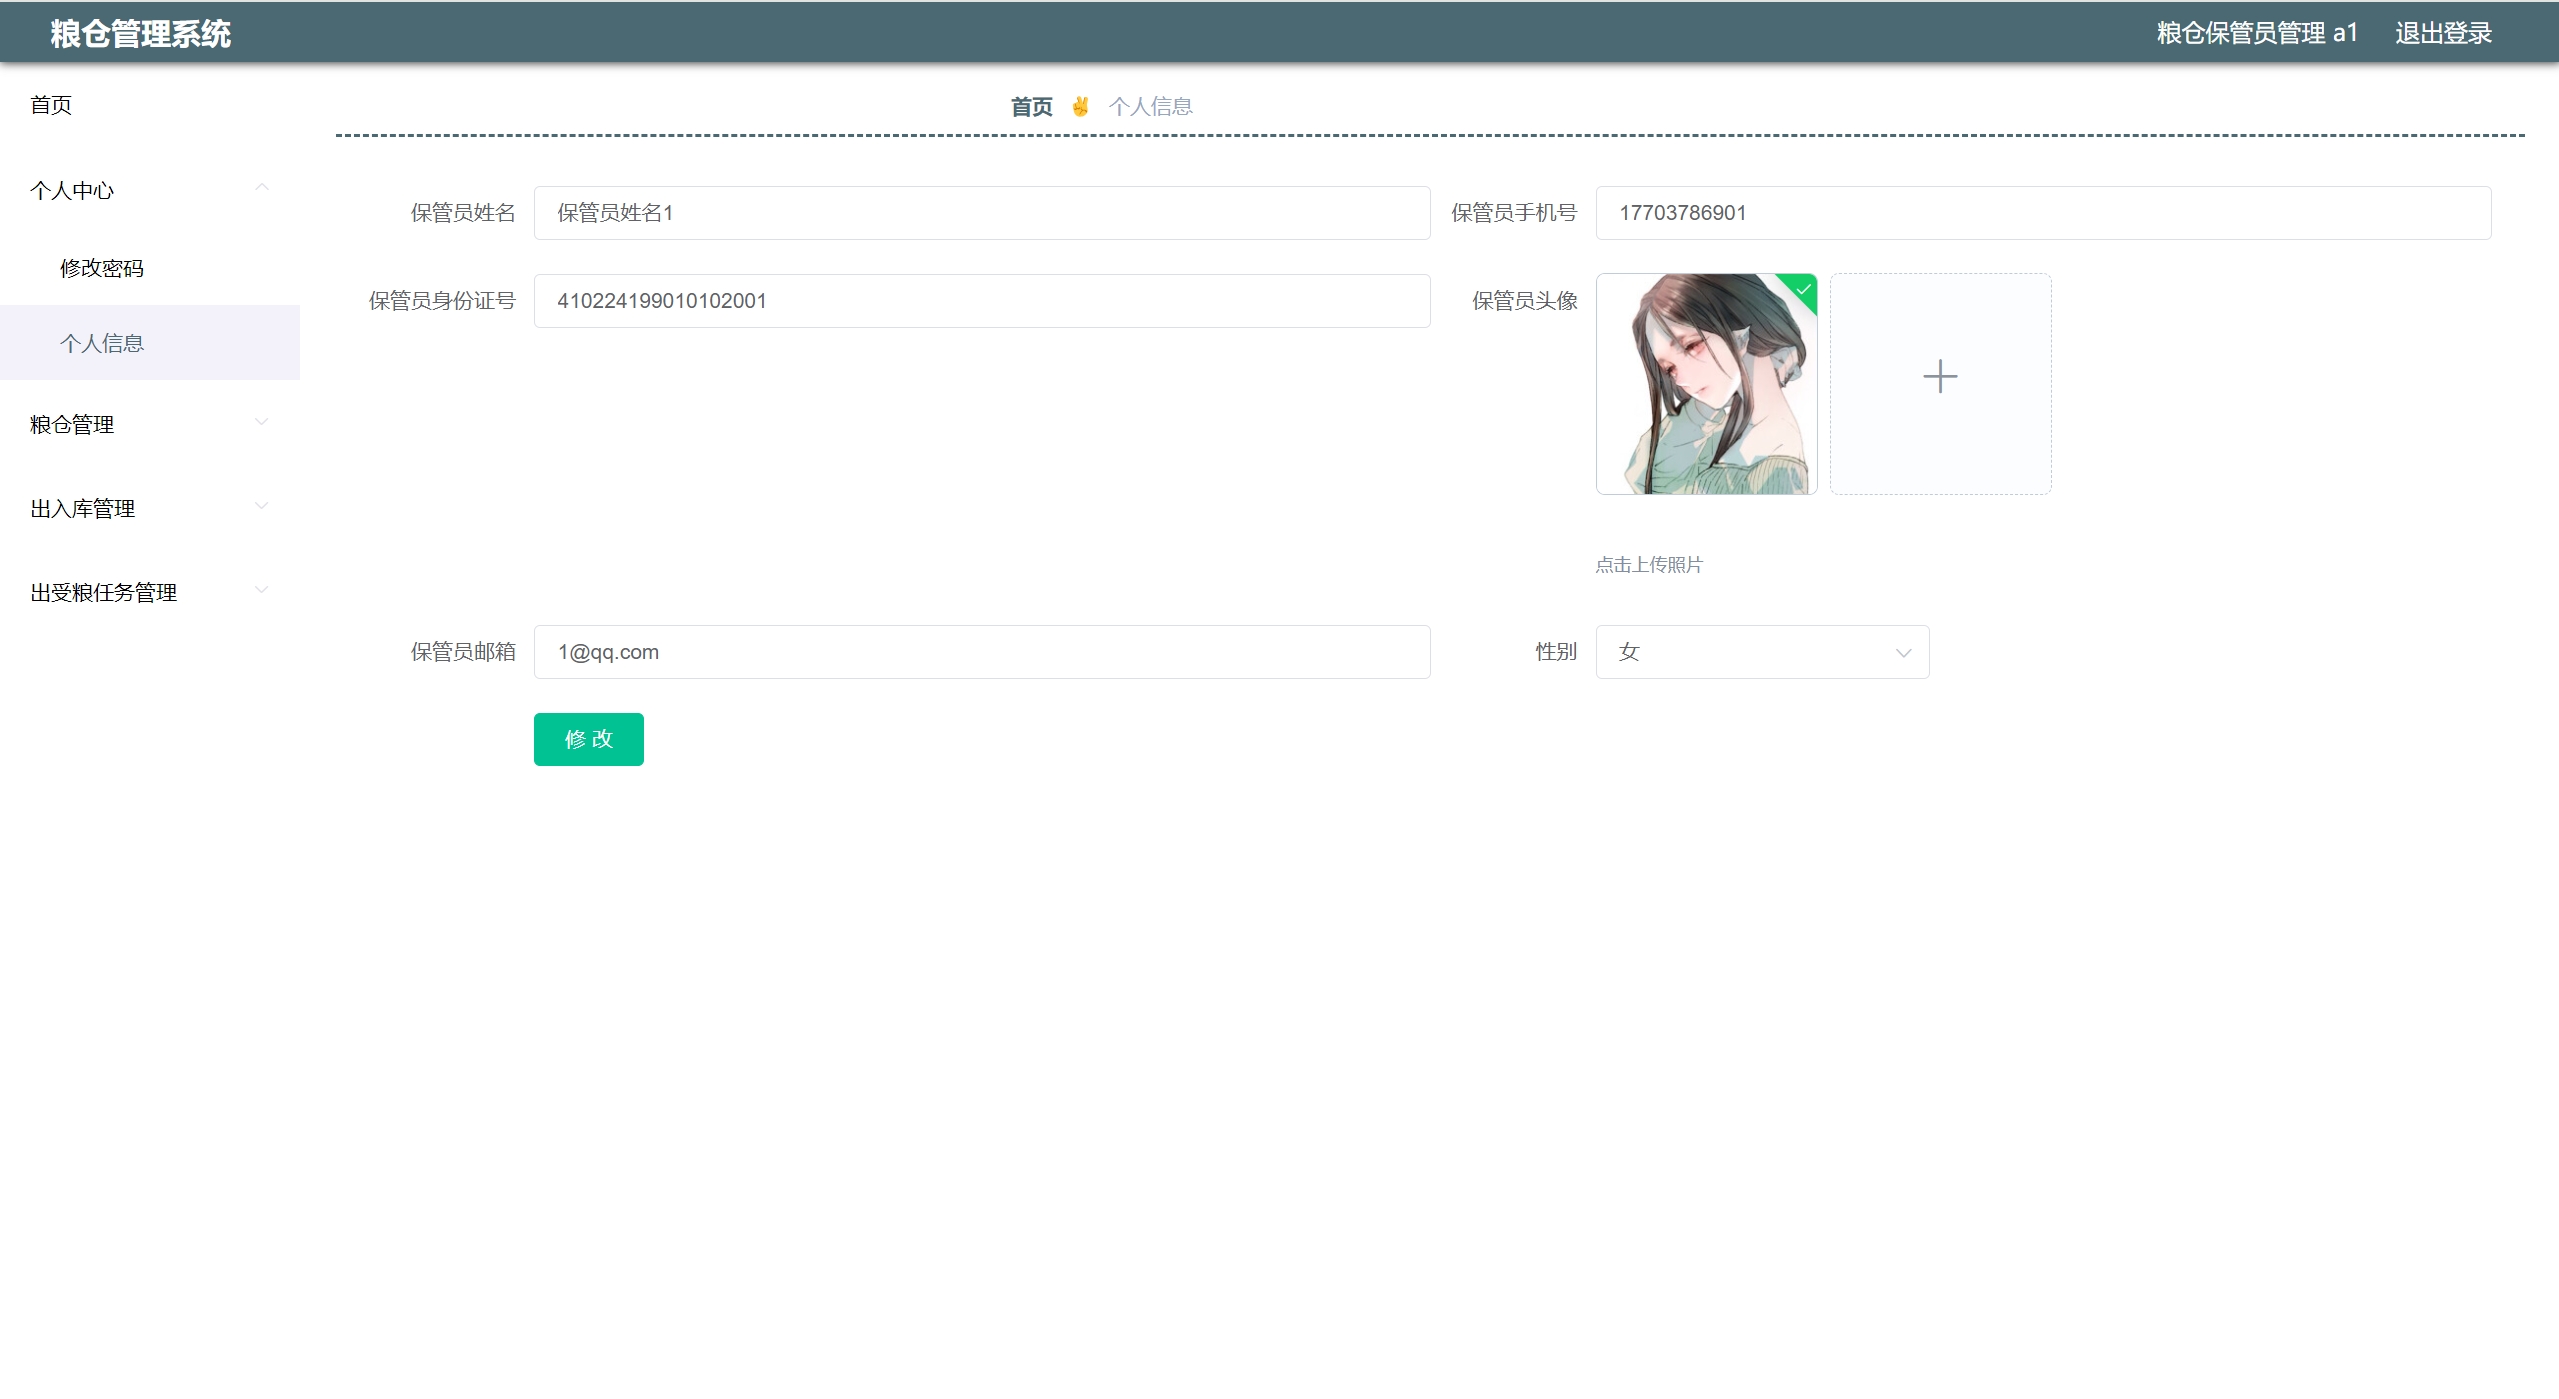 粮仓管理系统
粮仓保管员管理 a1
退出登录
首页
个人中心
修改密码
个人信息
粮仓管理
出入库管理
出受粮任务管理
首页 ✌ 个人信息
保管员姓名 保管员姓名1
保管员手机号 17703786901
保管员身份证号 410224199010102001
保管员头像
点击上传照片
保管员邮箱 1@qq.com
性别 女
修 改